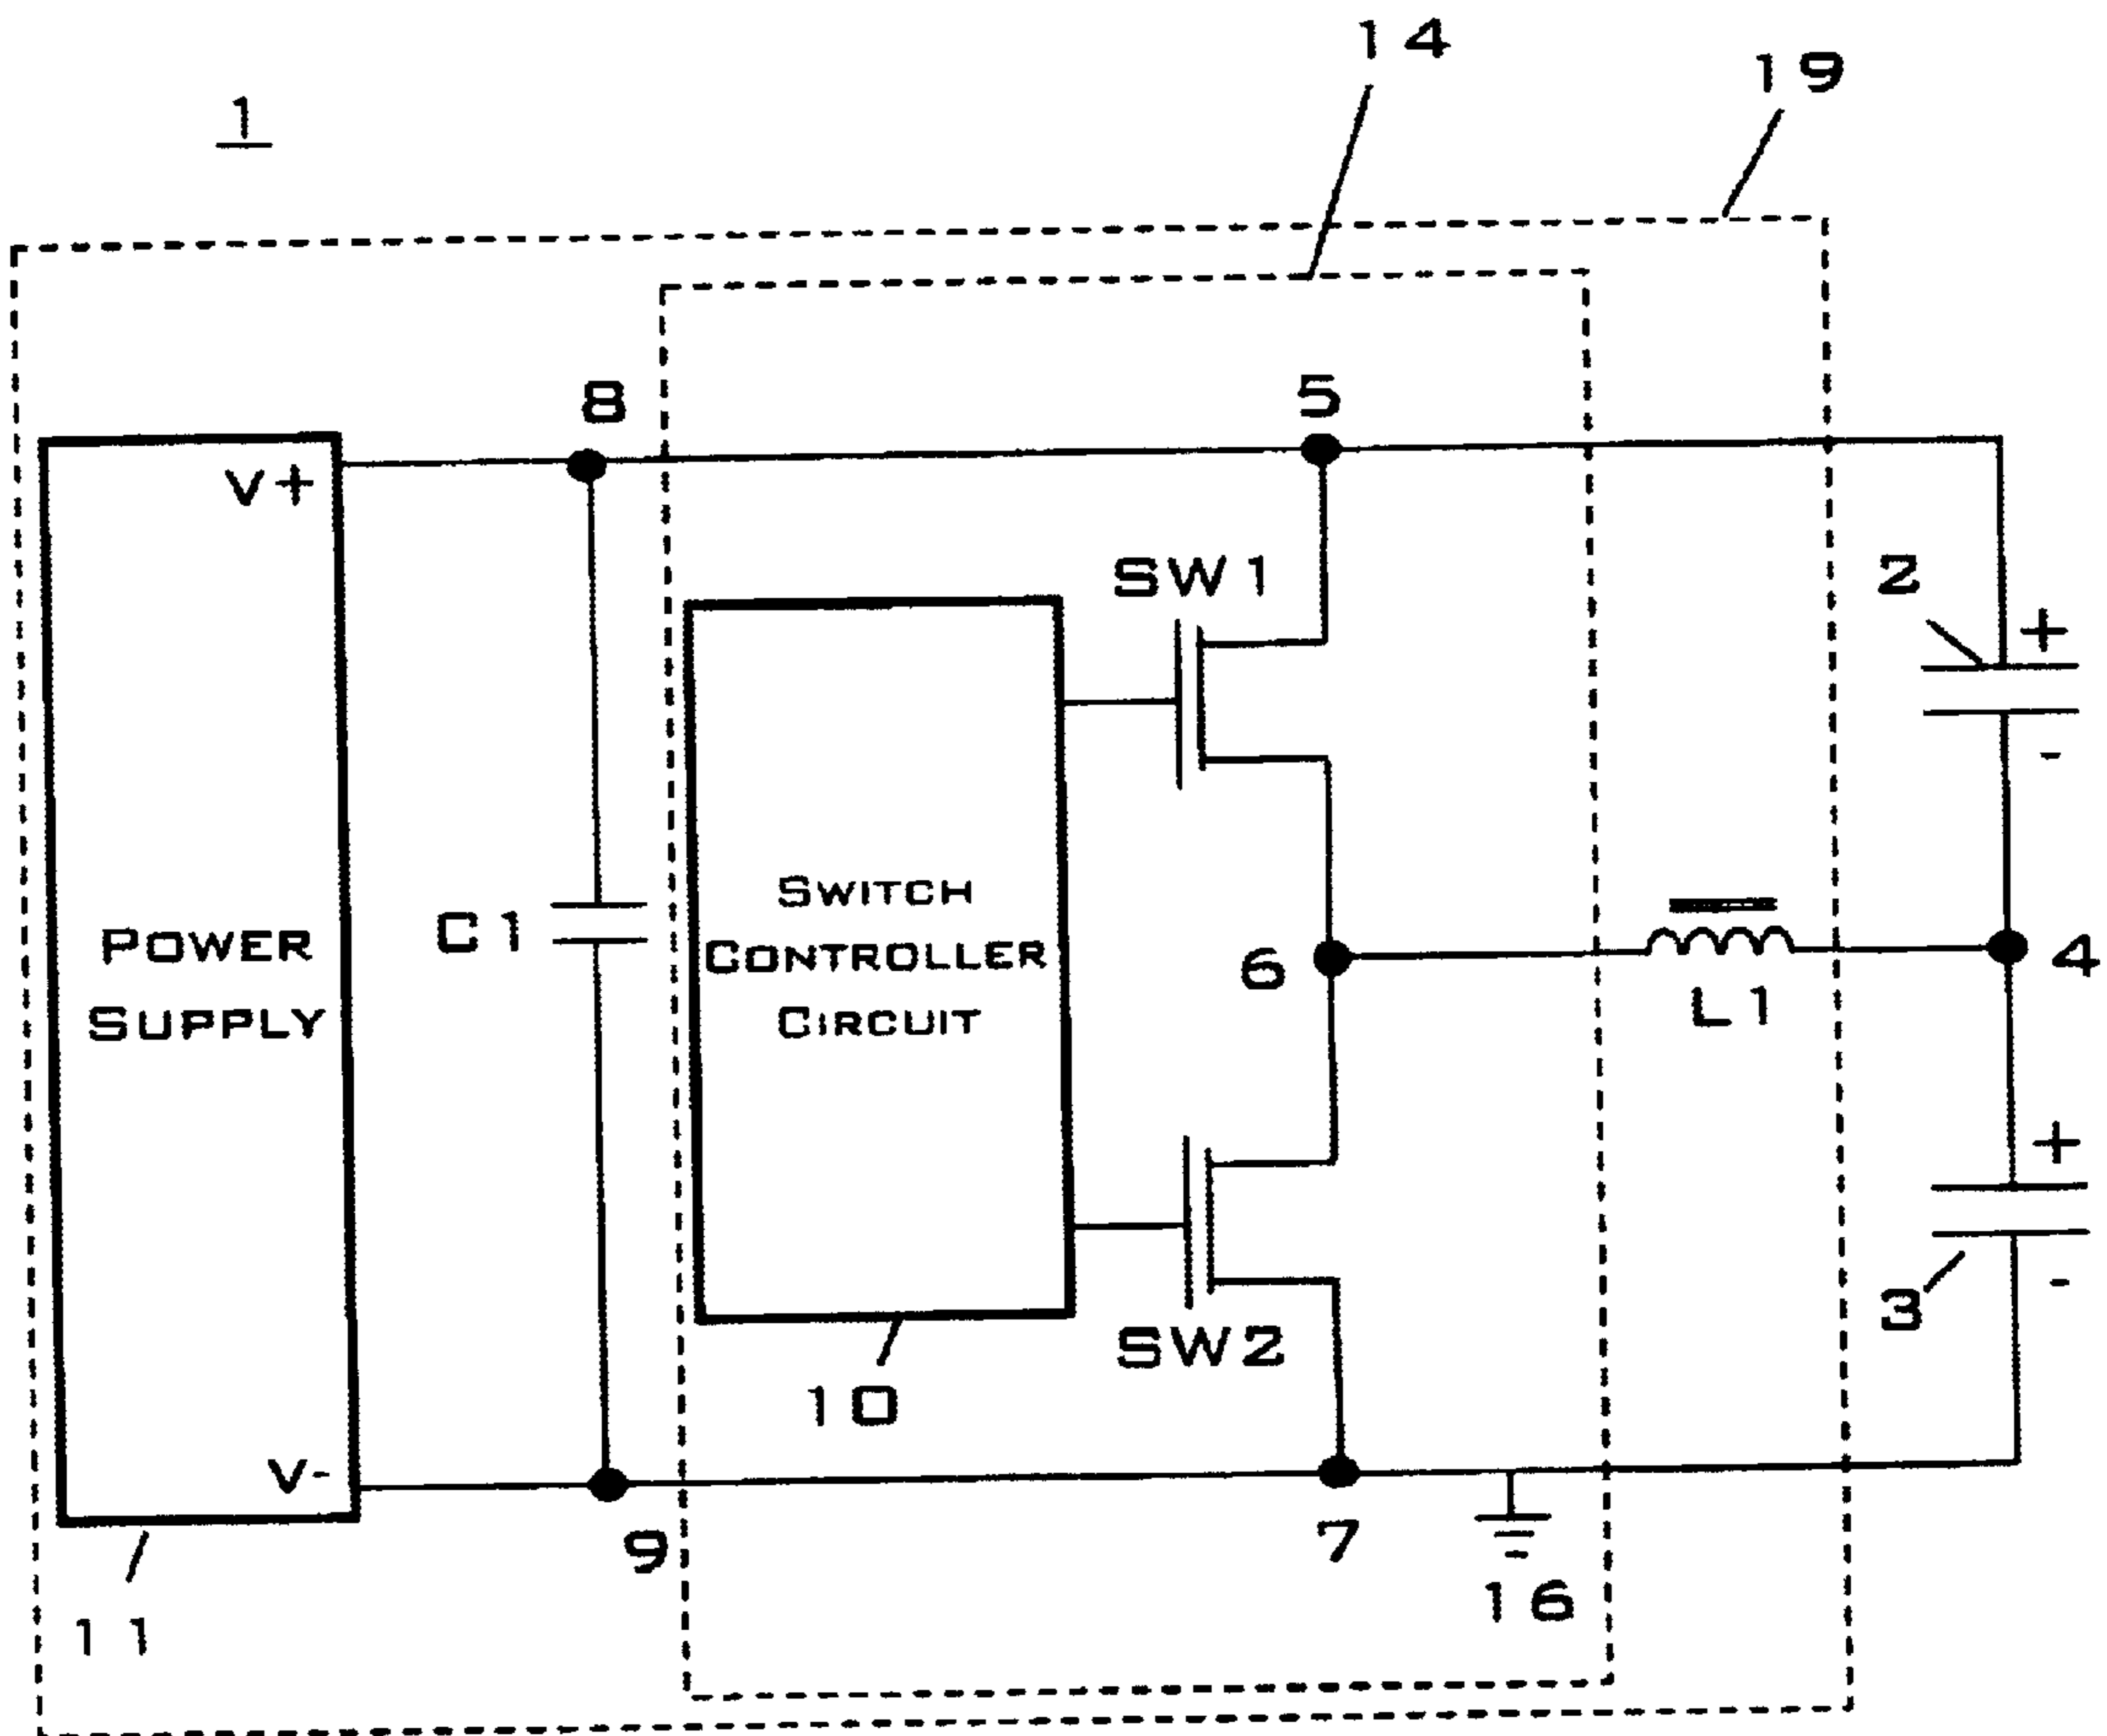 14
19
1
8
5
V+
SW1
2
+
-
SWITCH
CONTROLLER
CIRCUIT
POWER
SUPPLY
C1
6
4
L1
+
-
3
SW2
10
V-
9
7
16
11